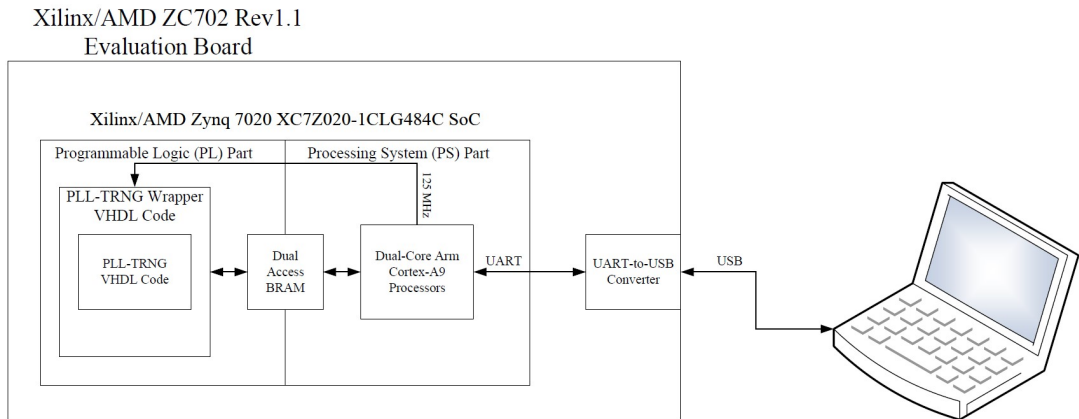 Xilinx/AMD ZC702 Rev1.1
Evaluation Board
Xilinx/AMD Zynq 7020 XC7Z020-1CLG484C SoC
Programmable Logic (PL) Part
Processing System (PS) Part
125 MHz
PLL-TRNG Wrapper
VHDL Code
PLL-TRNG
VHDL Code
Dual
Access
BRAM
Dual-Core Arm
Cortex-A9
Processors
UART
UART-to-USB
Converter
USB